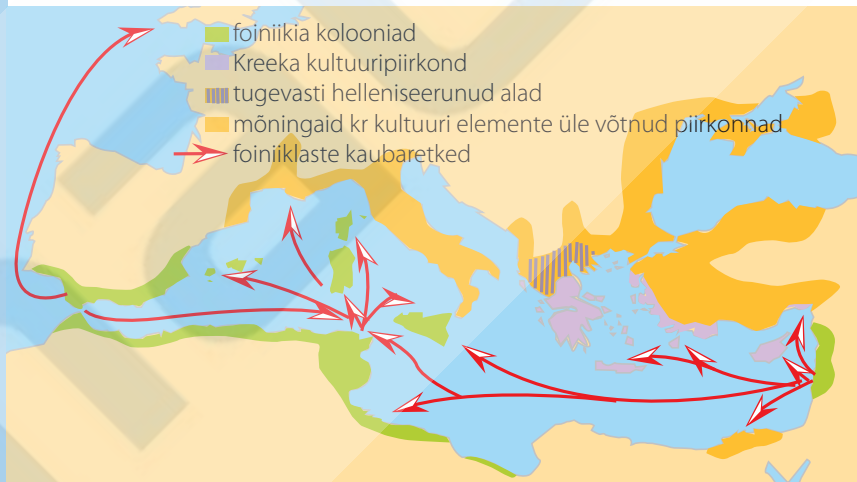 foiniikia kolooniad
Kreeka kultuuripiirkond
tugevasti helleniseerunud alad
mõningaid kr kultuuri elemente üle võtnud piirkonnad
foiniiklaste kaubaretked